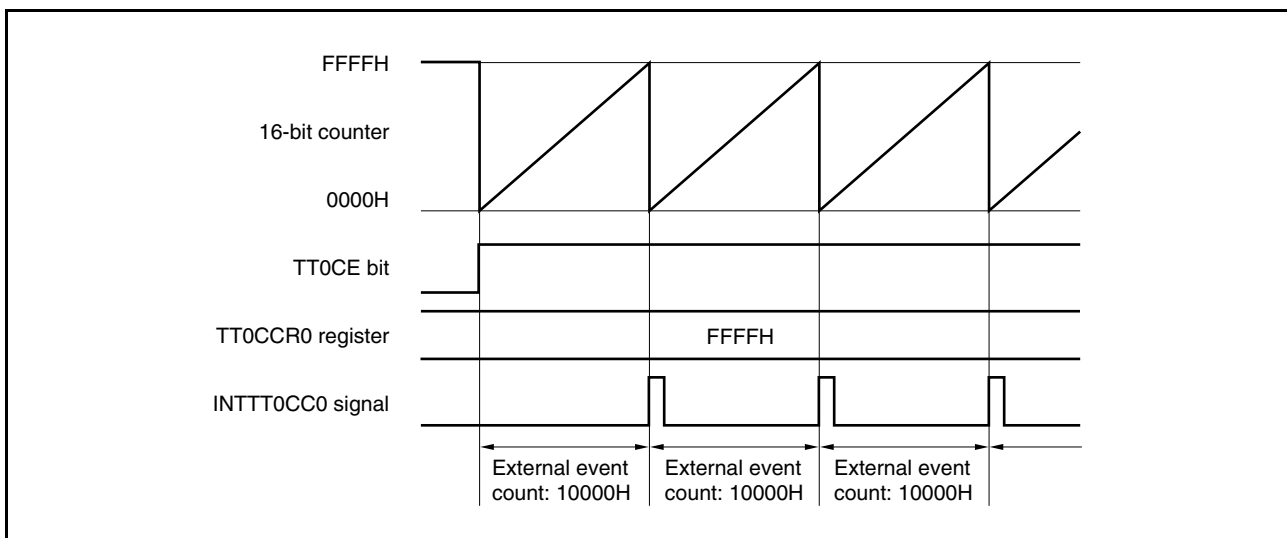 FFFFH
16-bit counter
0000H
TT0CE bit
TT0CCR0 register
FFFFH
INTTT0CC0 signal
External event
count: 10000H
External event
count: 10000H
External event
count: 10000H